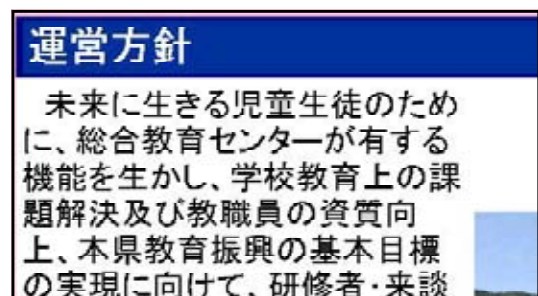 運営方針
未来に生きる児童生徒のため
に、総合教育センターが有する
機能を生かし、学校教育上の課
題解決及び教職員の資質向
上、本県教育振興の基本目標
の実現に向けて、研修者・来談